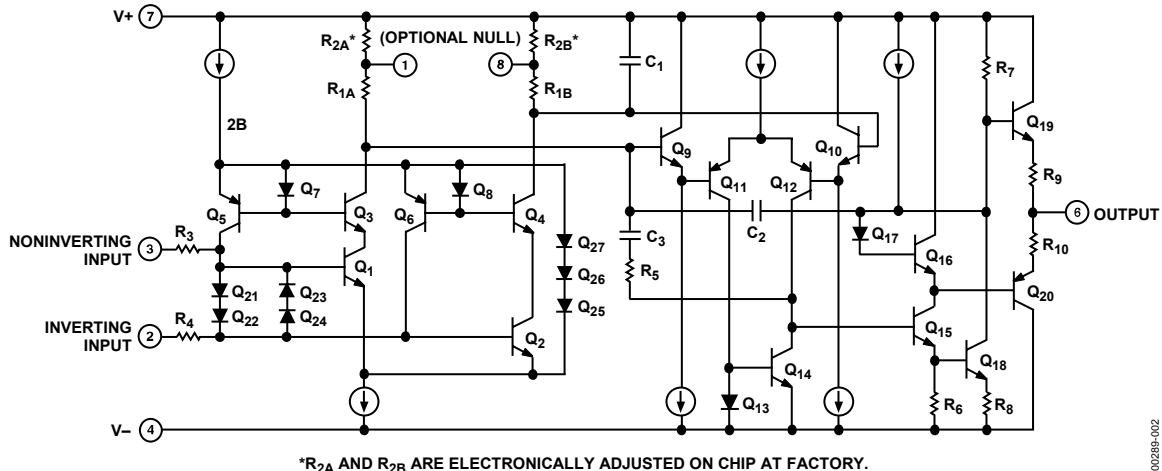 V+ 7
R2A* (OPTIONAL NULL) R2B*
1 8
R1A R1B
C1
R7
2B
Q19
Q7 Q8
Q9 Q10
R9
Q5 Q3 Q6 Q4
Q11 Q12
6 OUTPUT
NONINVERTING
INPUT
3 R3
Q27
C2
Q17
C3
Q1
Q26
R5
Q16
R10
Q21 Q23
Q25
Q20
Q22 Q24
INVERTING
INPUT
2 R4
Q2
Q15
Q18
Q14
Q13
R6 R8
V– 4
*R2A AND R2B ARE ELECTRONICALLY ADJUSTED ON CHIP AT FACTORY.
00289-002